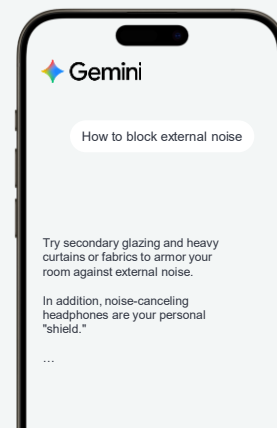 Gemini
How to block external noise
Try secondary glazing and heavy
curtains or fabrics to armor your
room against external noise.
In addition, noise-canceling
headphones are your personal
"shield."
...